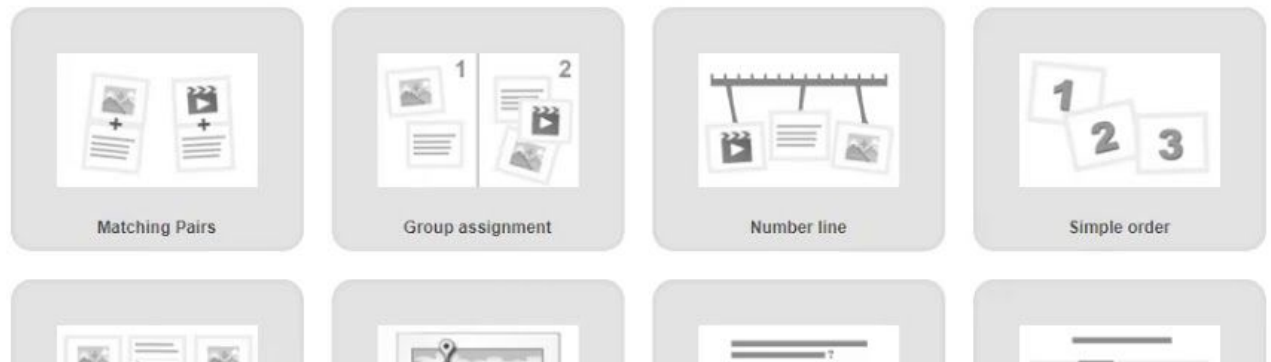 1
2
1
2
3
Matching Pairs
Group assignment
Number line
Simple order
?